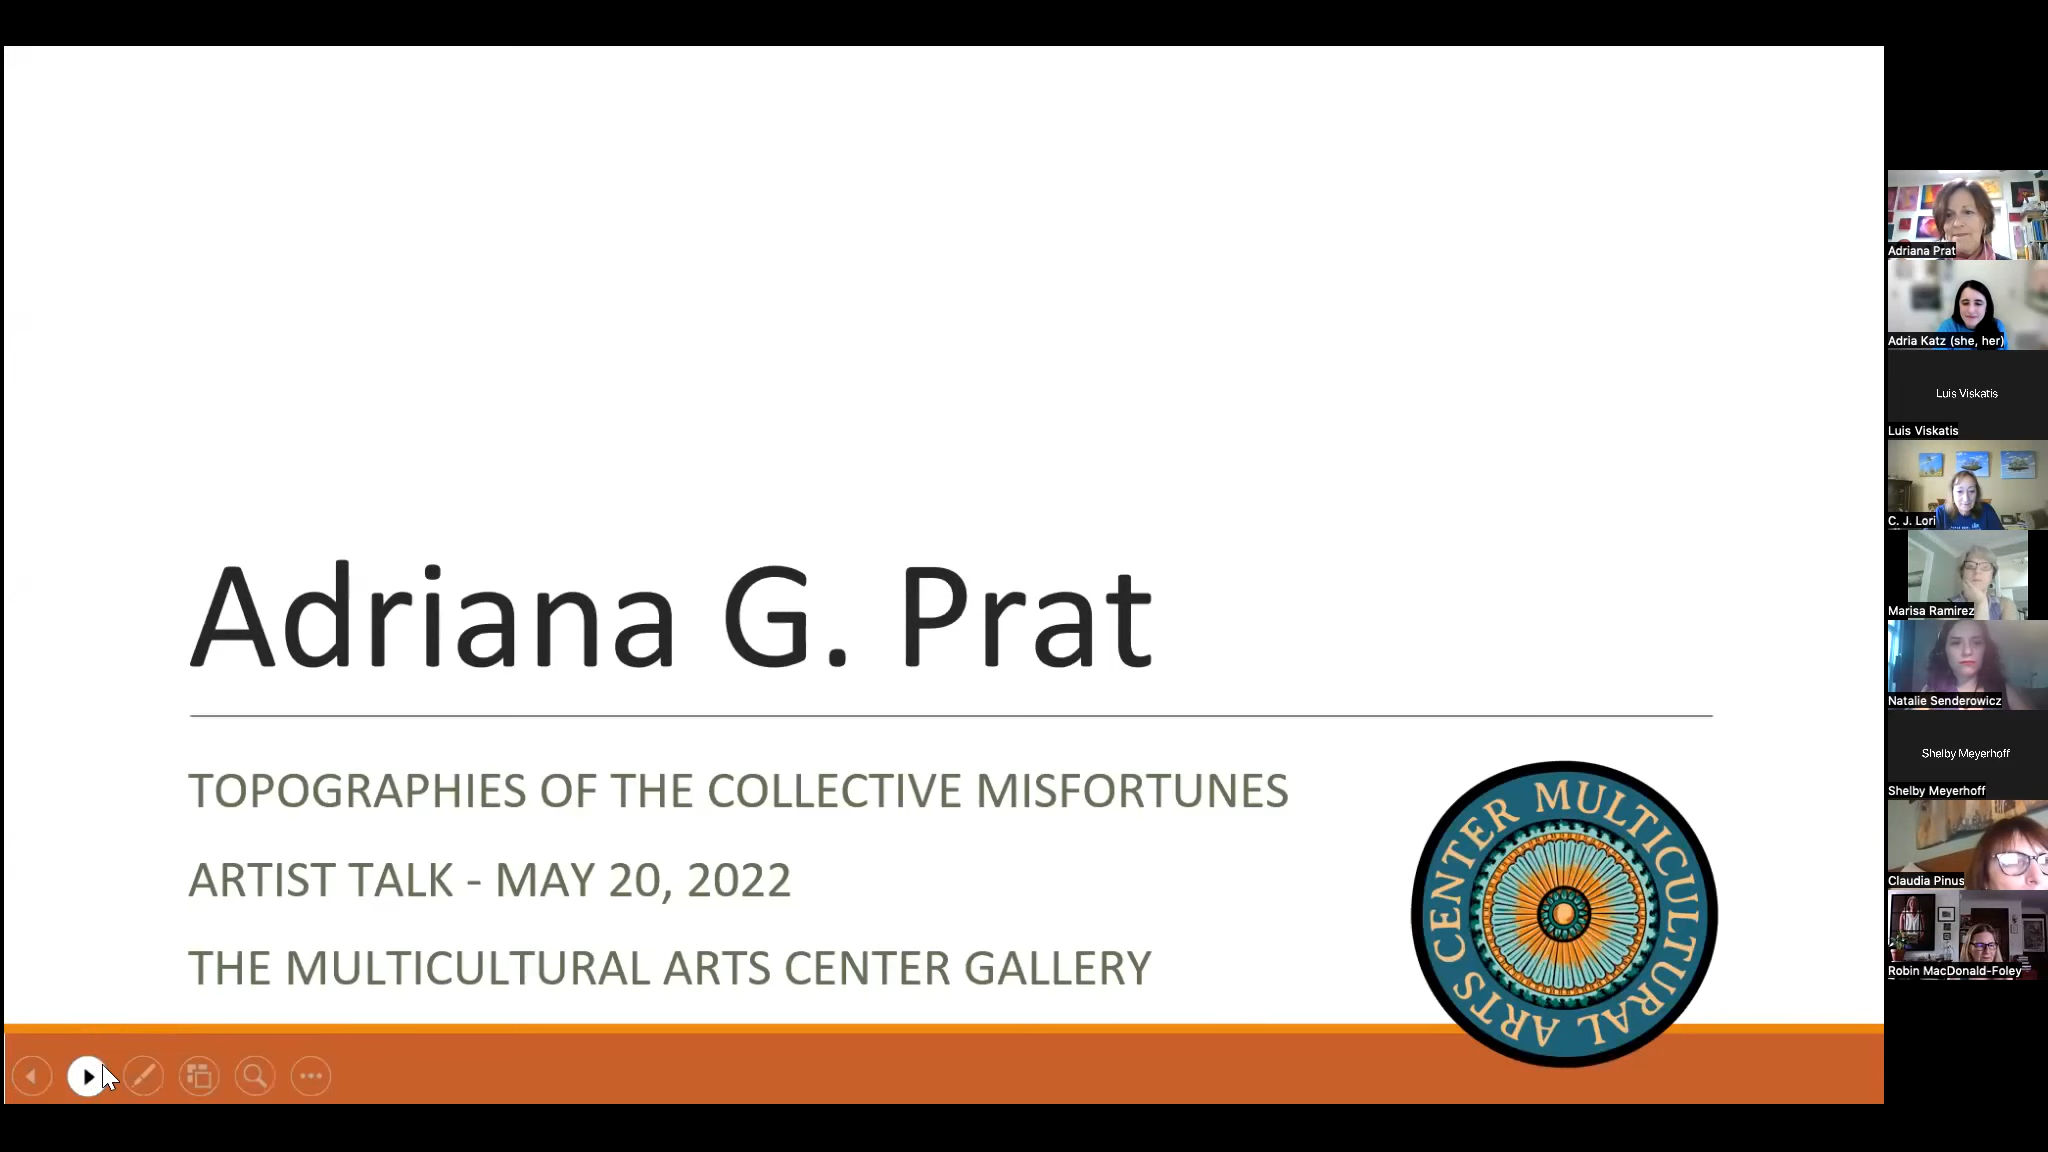 Adriana G. Prat
TOPOGRAPHIES OF THE COLLECTIVE MISFORTUNES
ARTIST TALK - MAY 20, 2022
THE MULTICULTURAL ARTS CENTER GALLERY
MULTICULTURAL ARTS CENTER
Adriana Prat
Adria Katz (she, her)
Luis Viskatis
Luis Viskatis
C. J. Lori
Marisa Ramirez
Natalie Senderowicz
Shelby Meyerhoff
Shelby Meyerhoff
Claudia Pinus
Robin MacDonald-Foley